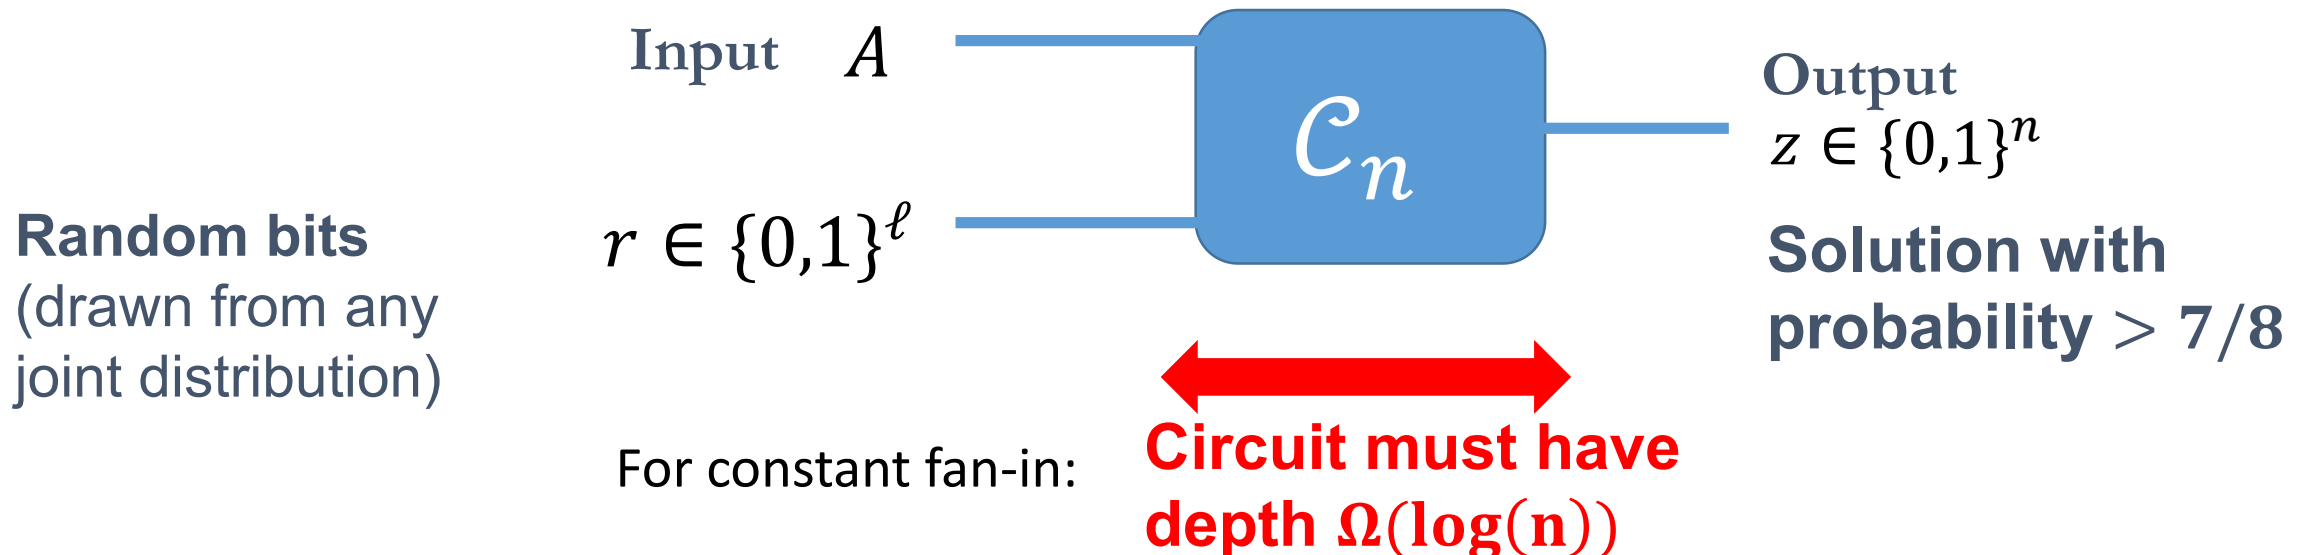 Input A
Output
z ∈ {0,1}ⁿ
𝒞ₙ
Random bits
(drawn from any
joint distribution)
r ∈ {0,1}^ℓ
Solution with
probability > 7/8
For constant fan-in:
Circuit must have
depth Ω(log(n))